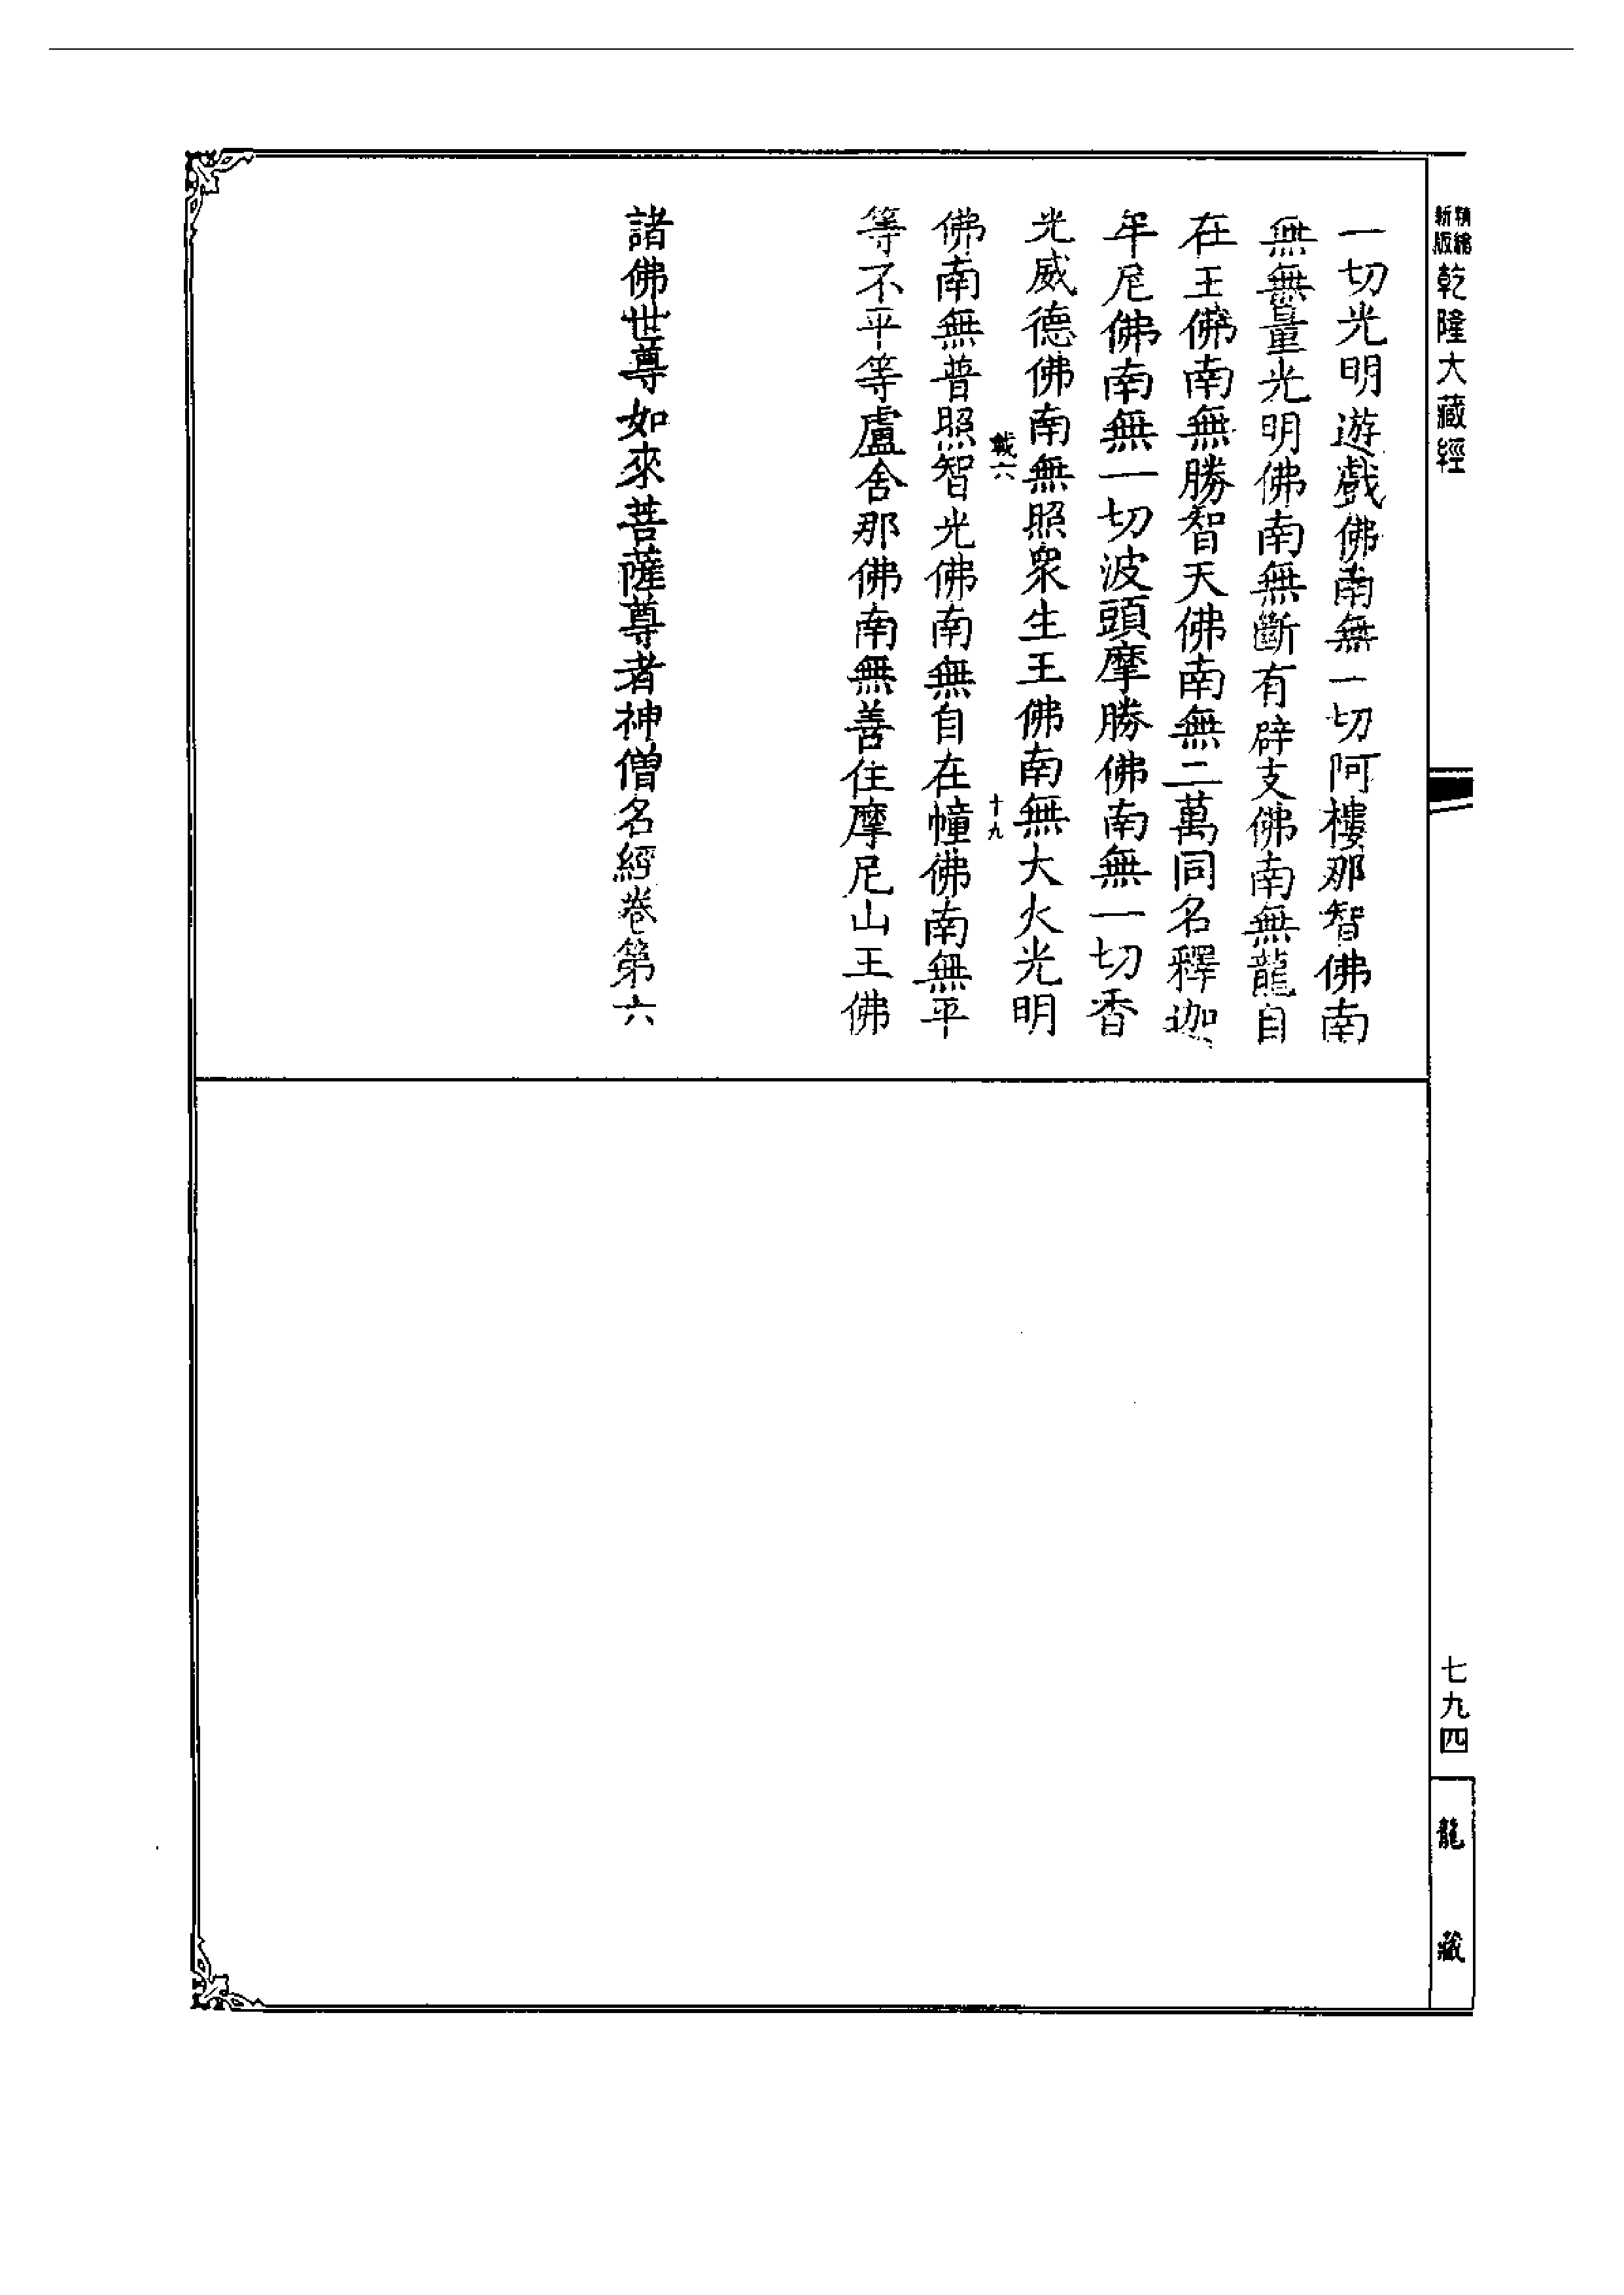 精縮新版乾隆大藏經
一切光明遊戲佛南無一切阿樓那智佛南
無無量光明佛南無斷有辟支佛南無龍自
在王佛南無勝智天佛南無二萬同名釋迦
牟尼佛南無一切波頭摩勝佛南無一切香
光威德佛南無照衆生王佛南無大火光明
載六 十九
佛南無普照智光佛南無自在幢佛南無平
等不平等盧舍那佛南無善住摩尼山王佛
諸佛世尊如來菩薩尊者神僧名經卷第六
七九四
龍藏